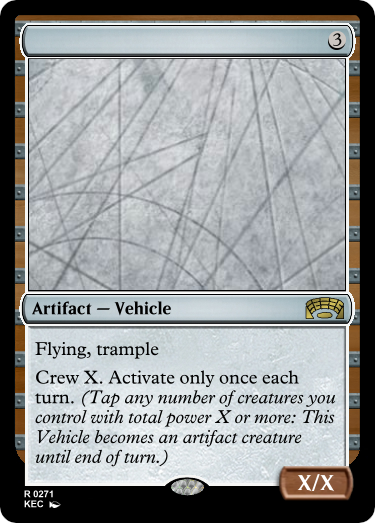 3
Artifact — Vehicle
Flying, trample
Crew X. Activate only once each
turn. (Tap any number of creatures you
control with total power X or more: This
Vehicle becomes an artifact creature
until end of turn.)
X/X
R 0271
KEC